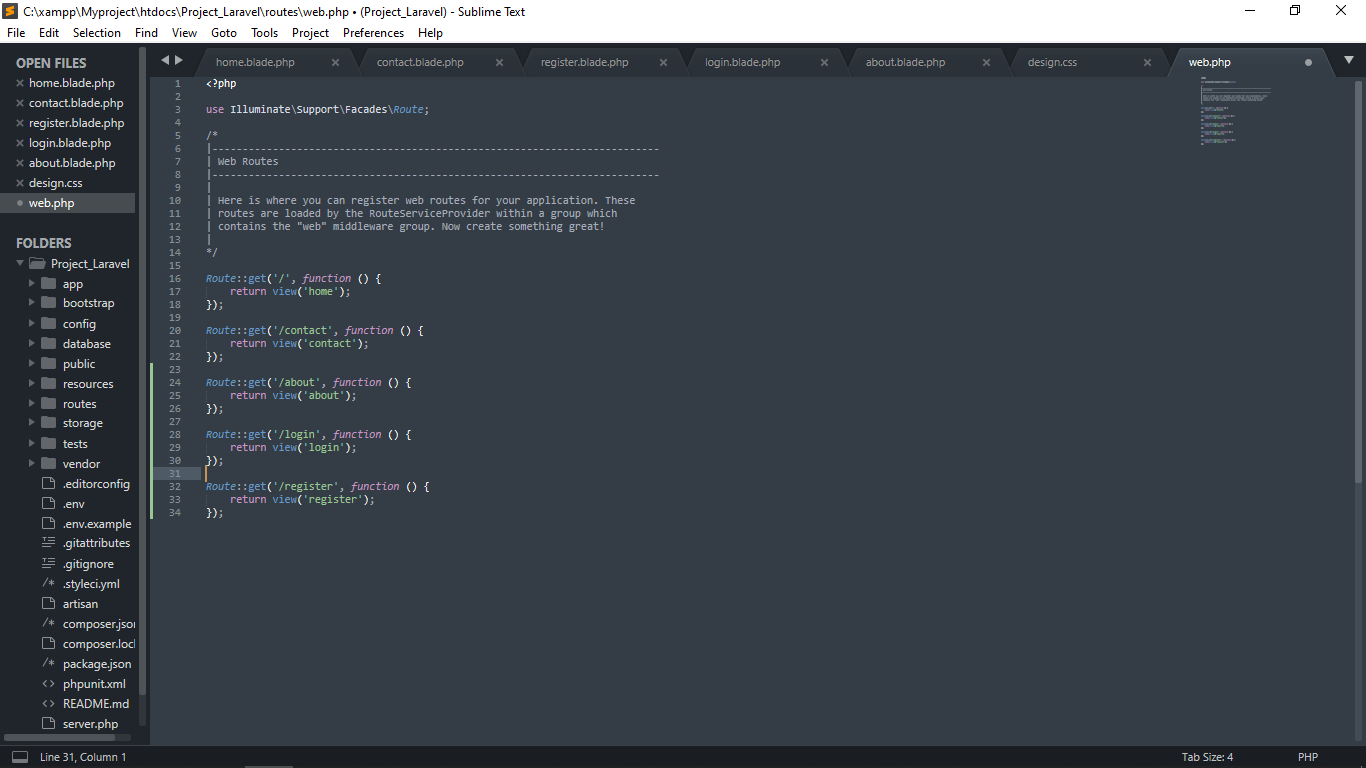 C:\xampp\Myproject\htdocs\Project_Laravel\routes\web.php • (Project_Laravel) - Sublime Text
File Edit Selection Find View Goto Tools Project Preferences Help
OPEN FILES
home.blade.php
contact.blade.php
register.blade.php
login.blade.php
about.blade.php
design.css
web.php
FOLDERS
Project_Laravel
app
bootstrap
config
database
public
resources
routes
storage
tests
vendor
.editorconfig
.env
.env.example
.gitattributes
.gitignore
.styleci.yml
artisan
composer.json
composer.loc
package.json
phpunit.xml
README.md
server.php
home.blade.php contact.blade.php register.blade.php login.blade.php about.blade.php design.css web.php
1 <?php
2
3 use Illuminate\Support\Facades\Route;
4
5 /*
6 |--------------------------------------------------------------------------
7 | Web Routes
8 |--------------------------------------------------------------------------
9 |
10 | Here is where you can register web routes for your application. These
11 | routes are loaded by the RouteServiceProvider within a group which
12 | contains the "web" middleware group. Now create something great!
13 |
14 */
15
16 Route::get('/', function () {
17 return view('home');
18 });
19
20 Route::get('/contact', function () {
21 return view('contact');
22 });
23
24 Route::get('/about', function () {
25 return view('about');
26 });
27
28 Route::get('/login', function () {
29 return view('login');
30 });
31
32 Route::get('/register', function () {
33 return view('register');
34 });
Line 31, Column 1 Tab Size: 4 PHP